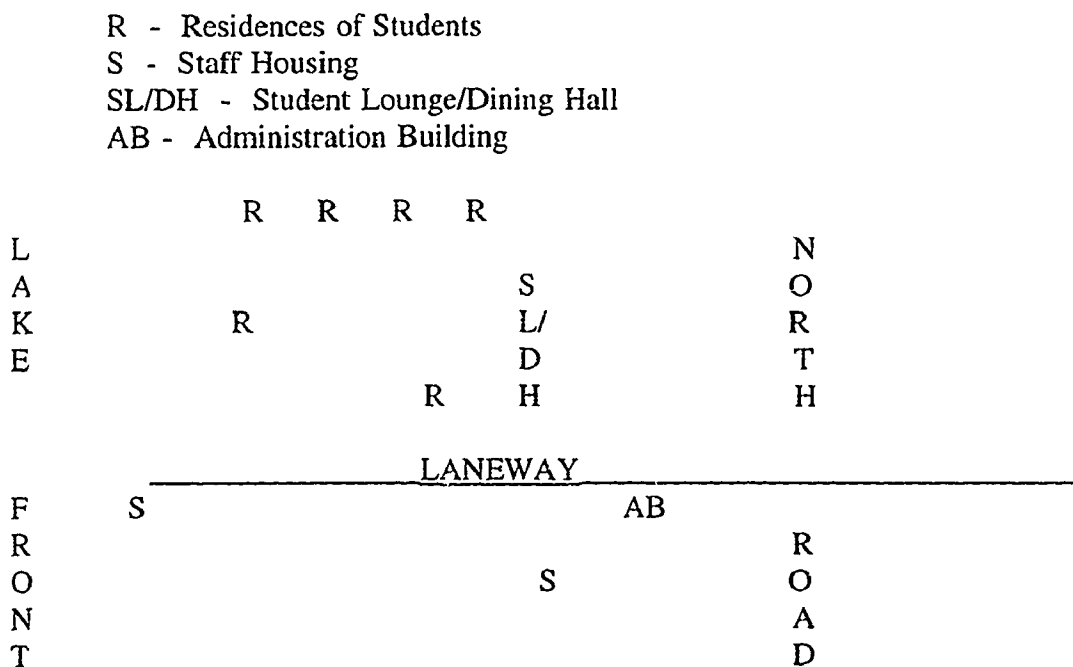 R - Residences of Students
S - Staff Housing
SL/DH - Student Lounge/Dining Hall
AB - Administration Building
R R R R
L N
A S O
K R L/ R
E D T
R H H
LANEWAY
F S AB
R R
O S O
N A
T D